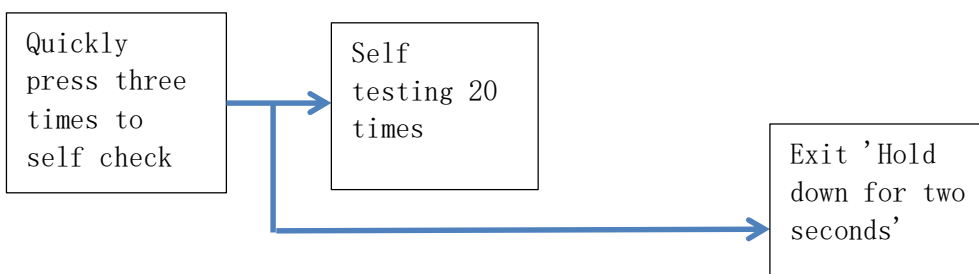 Quickly
press three
times to
self check
Self
testing 20
times
Exit 'Hold
down for two
seconds'